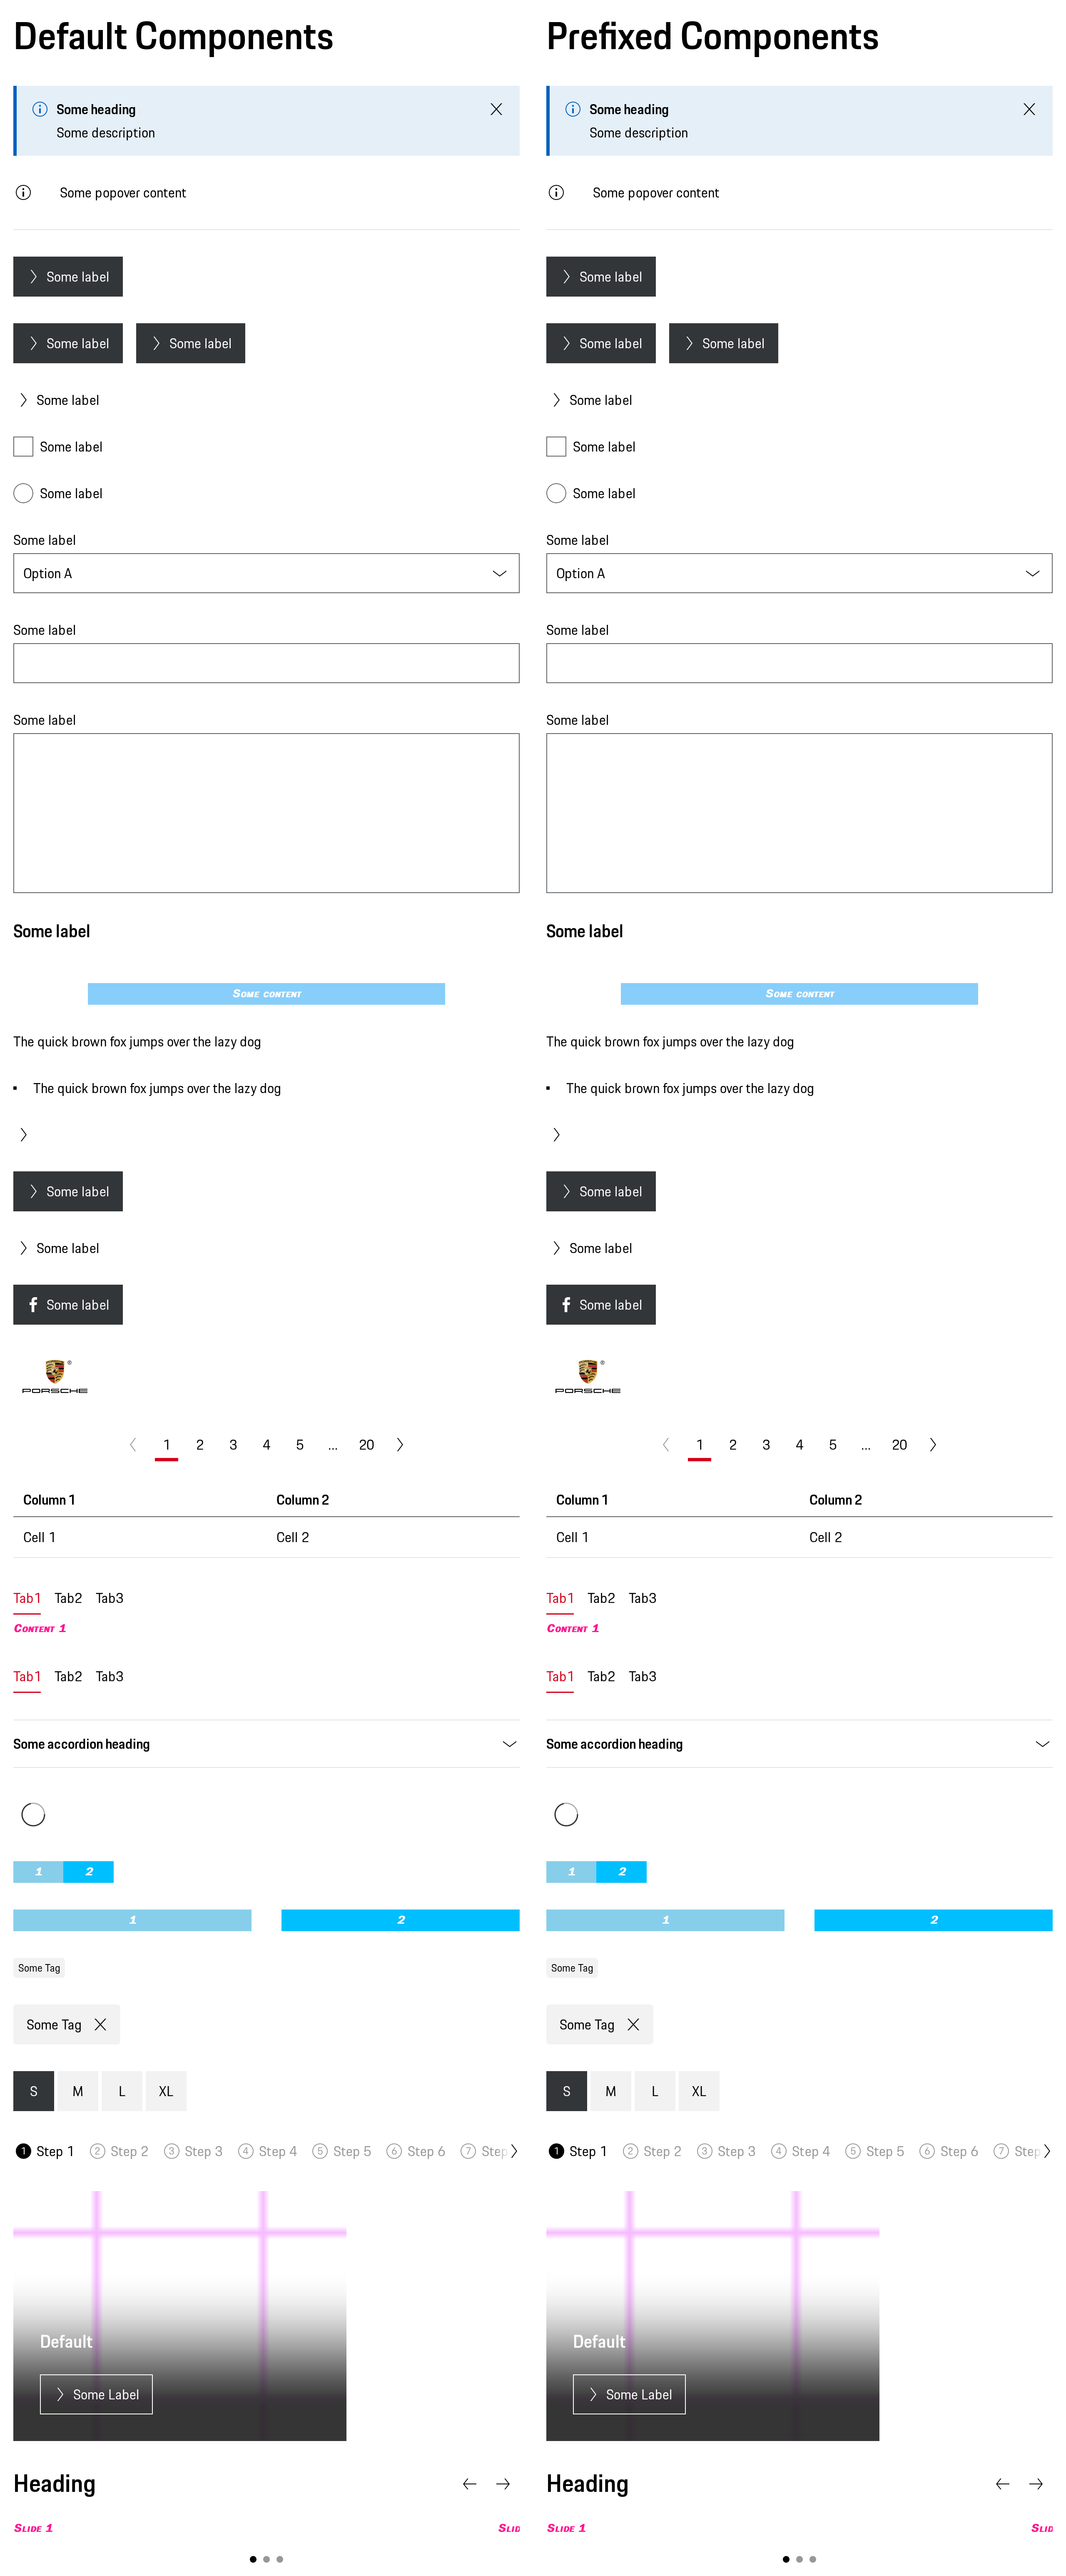 Default Components
Some heading
Some description
Some popover content
Some label
Some label Some label
Some label
Some label
Some label
Some label
Option A
Some label
Some label
Some label
Some content
The quick brown fox jumps over the lazy dog
The quick brown fox jumps over the lazy dog
Some label
Some label
f Some label
PORSCHE ®
1 2 3 4 5 ... 20
Column 1 Column 2
Cell 1 Cell 2
Tab1 Tab2 Tab3
Content 1
Tab1 Tab2 Tab3
Some accordion heading
1 2
1 2
Some Tag
Some Tag
S M L XL
1 Step 1 2 Step 2 3 Step 3 4 Step 4 5 Step 5 6 Step 6 7 Step
Default
Some Label
Heading
Slide 1 Slid
Prefixed Components
Some heading
Some description
Some popover content
Some label
Some label Some label
Some label
Some label
Some label
Some label
Option A
Some label
Some label
Some label
Some content
The quick brown fox jumps over the lazy dog
The quick brown fox jumps over the lazy dog
Some label
Some label
f Some label
PORSCHE ®
1 2 3 4 5 ... 20
Column 1 Column 2
Cell 1 Cell 2
Tab1 Tab2 Tab3
Content 1
Tab1 Tab2 Tab3
Some accordion heading
1 2
1 2
Some Tag
Some Tag
S M L XL
1 Step 1 2 Step 2 3 Step 3 4 Step 4 5 Step 5 6 Step 6 7 Step
Default
Some Label
Heading
Slide 1 Slid